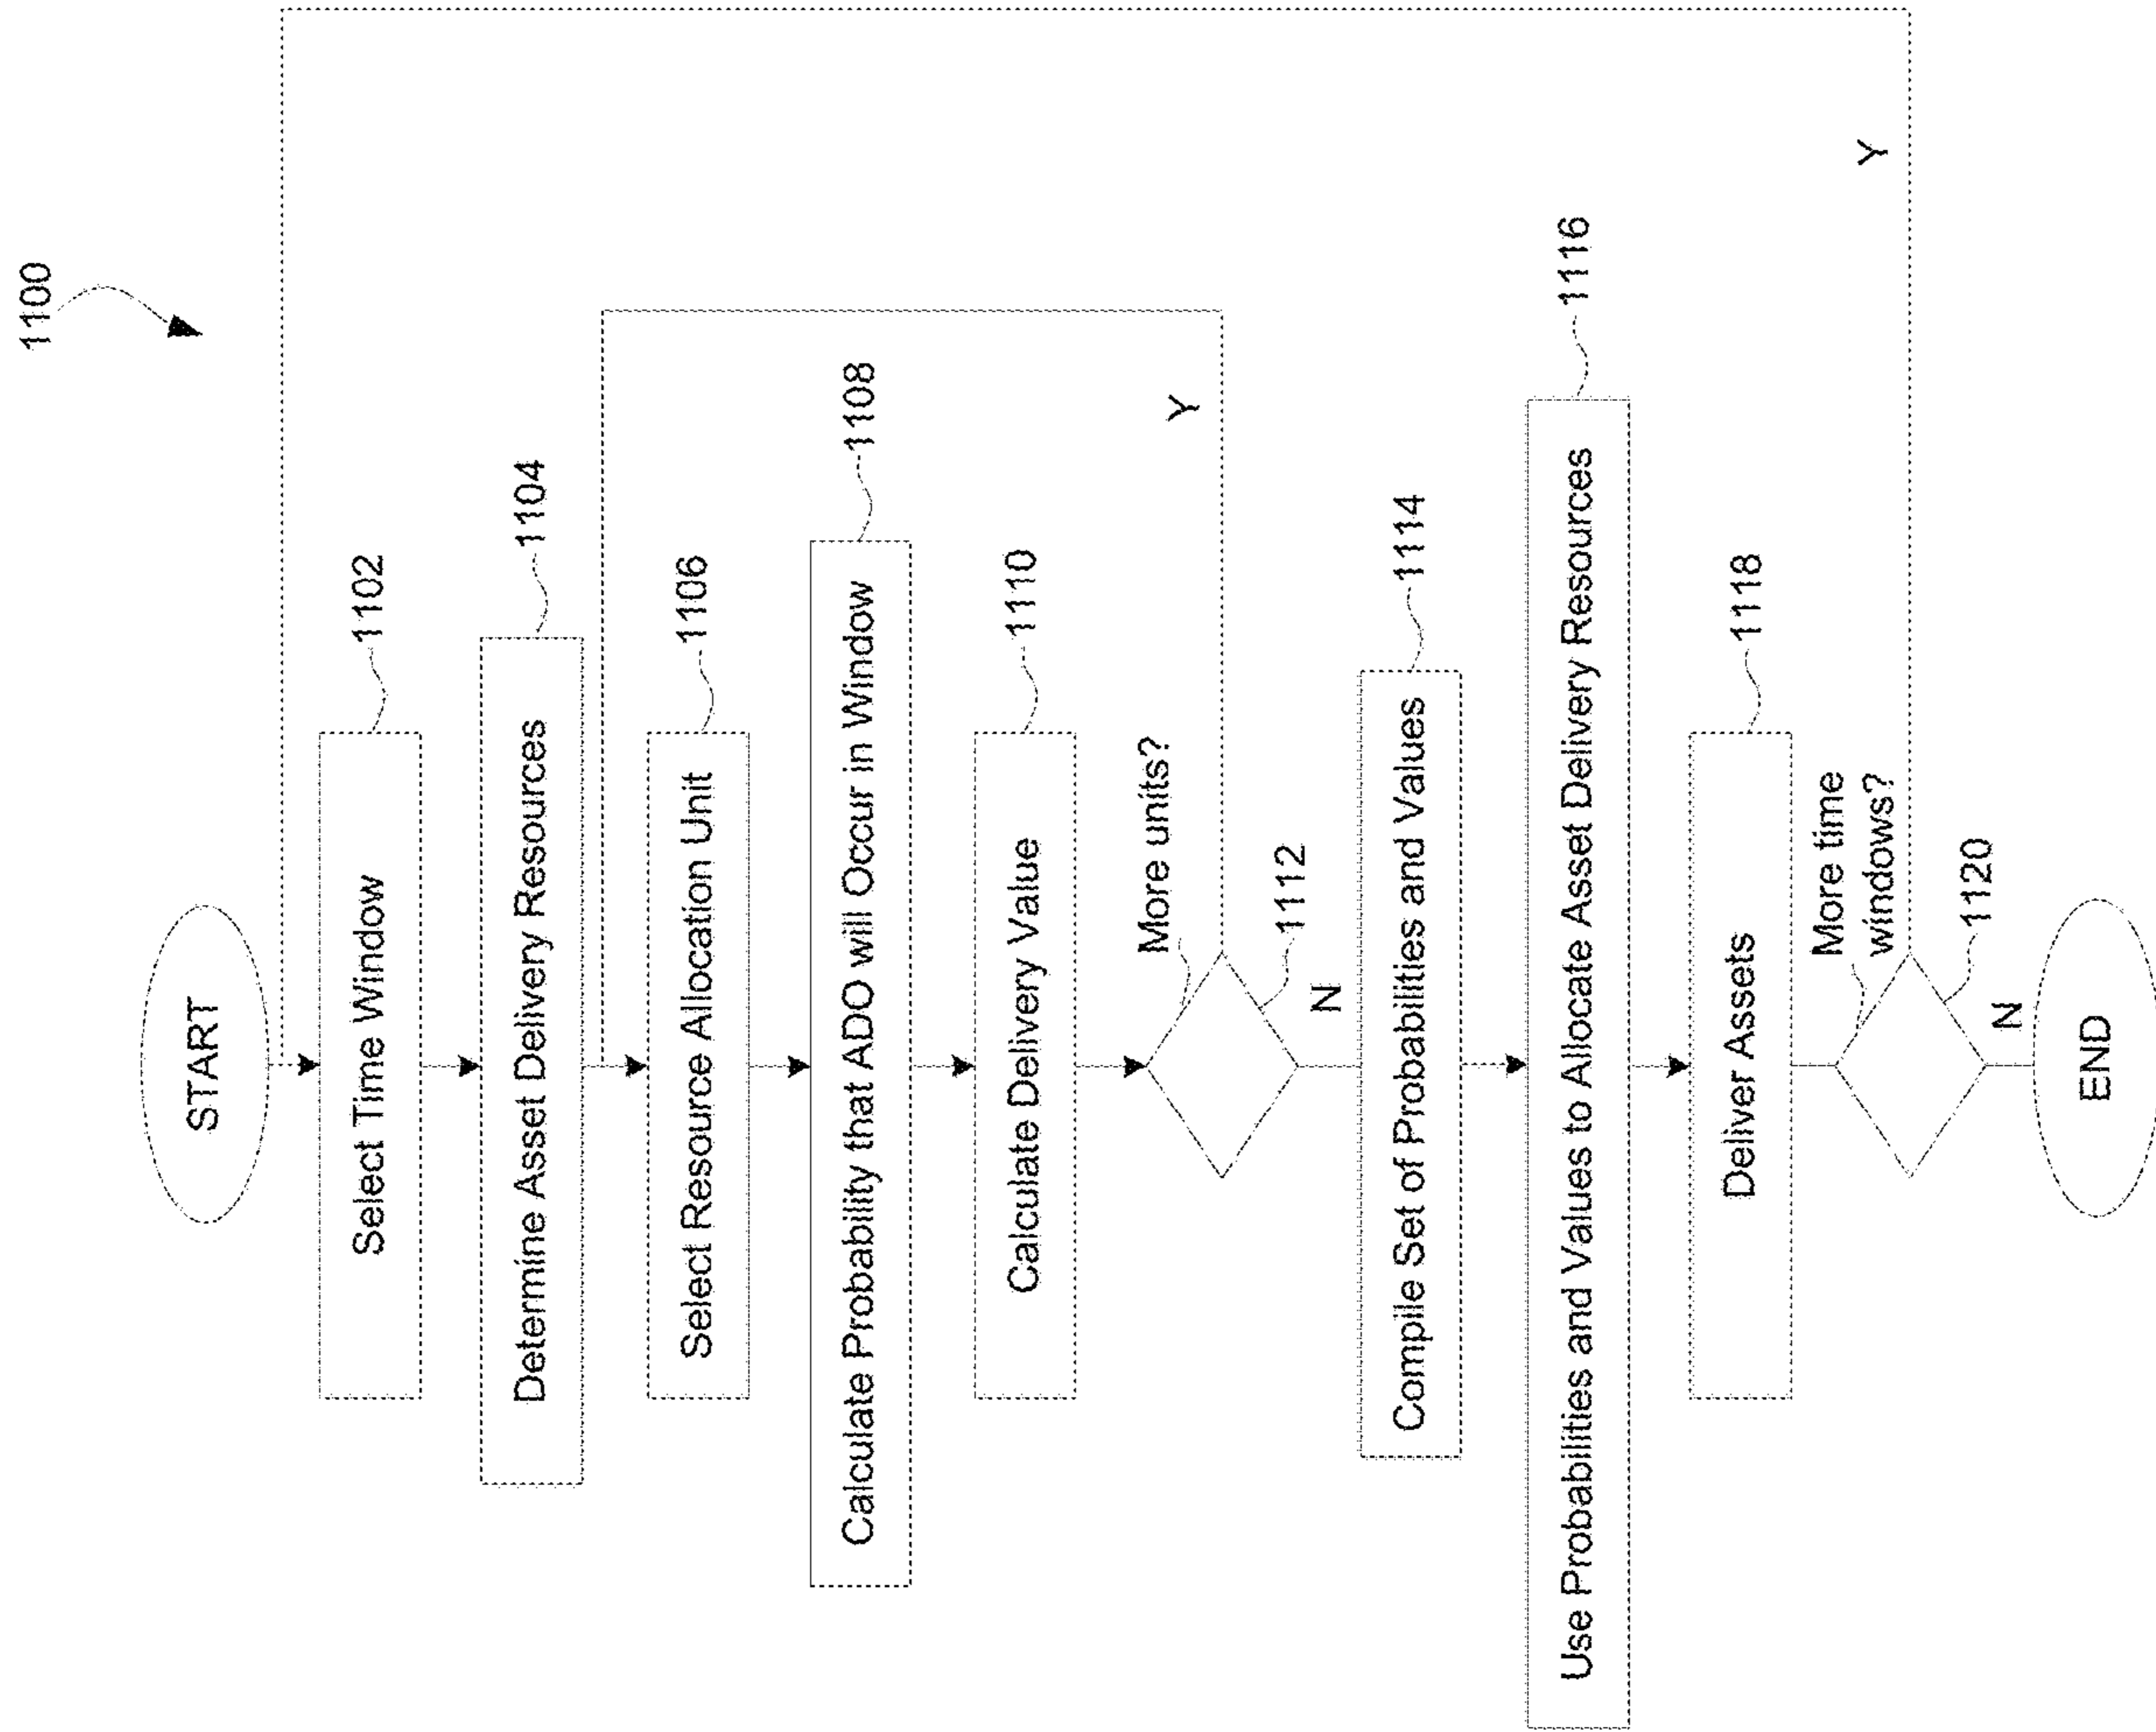 1100
START
Select Time Window
1102
Determine Asset Delivery Resources
1104
Select Resource Allocation Unit
1106
Calculate Probability that ADO will Occur in Window
1108
Calculate Delivery Value
1110
More units?
Y
1112
N
Compile Set of Probabilities and Values
1114
Use Probabilities and Values to Allocate Asset Delivery Resources
1116
Deliver Assets
1118
More time
windows?
Y
1120
N
END